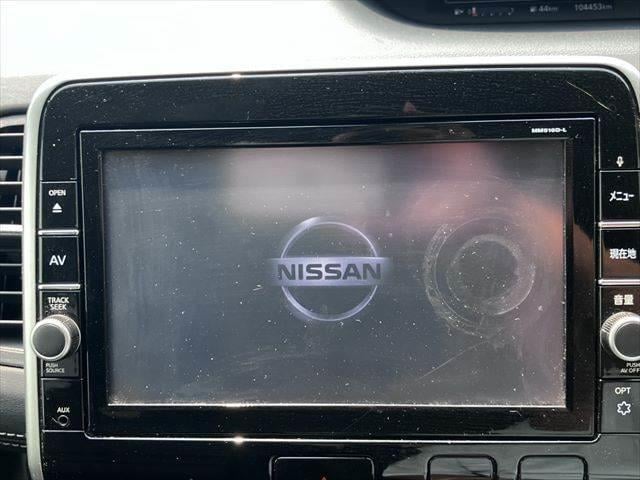 44km 104453km
MM518D-L
OPEN
メニュー
AV
現在地
NISSAN
TRACK
SEEK
音量
PUSH
SOURCE
PUSH
AV OFF
AUX
OPT